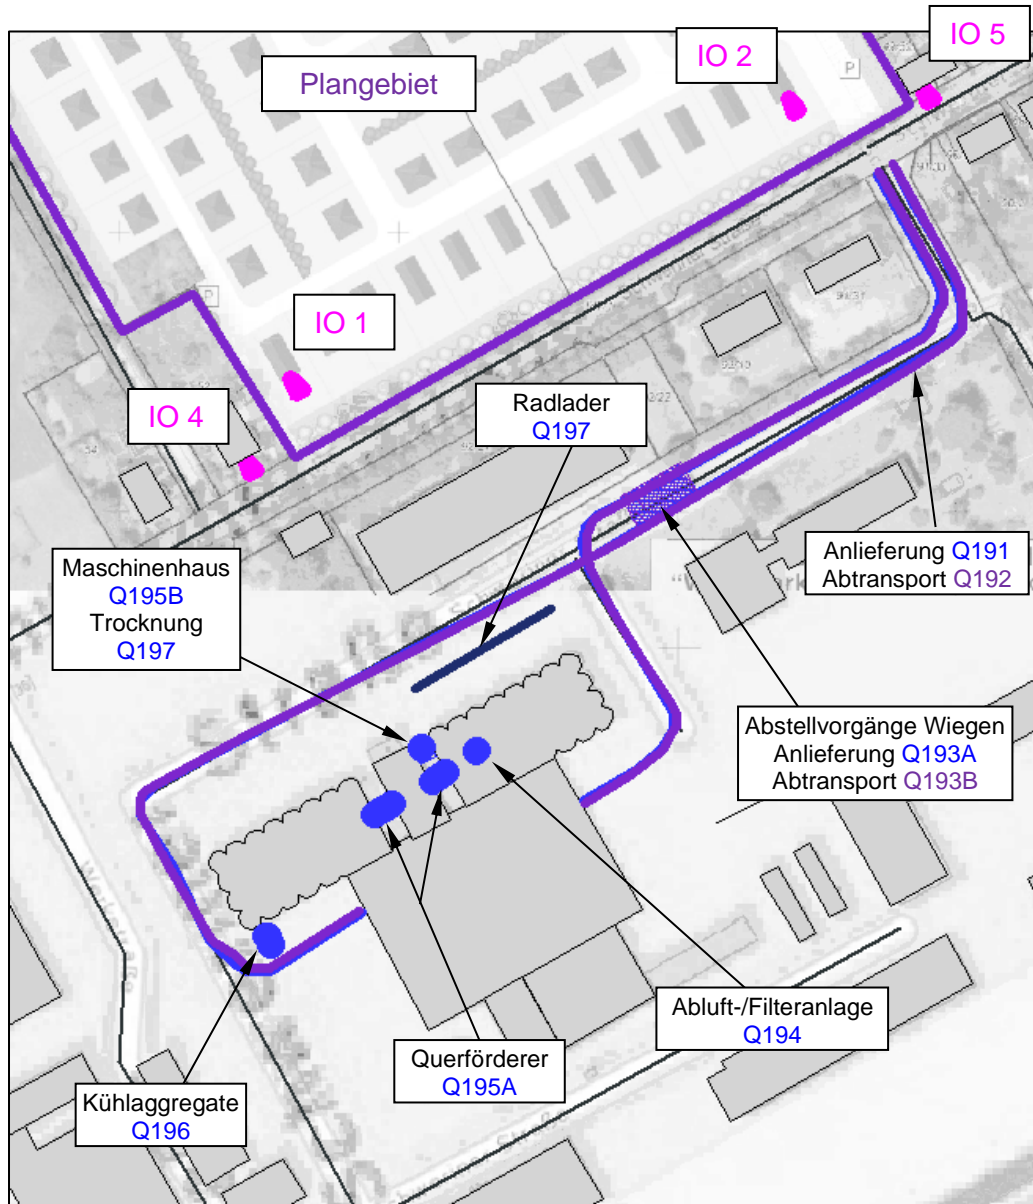 IO 5
IO 2
Plangebiet
P
P
IO 1
IO 4
Radlader
Q197
Maschinenhaus
Q195B
Trocknung
Q197
Anlieferung Q191
Abtransport Q192
Abstellvorgänge Wiegen
Anlieferung Q193A
Abtransport Q193B
Abluft-/Filteranlage
Q194
Querförderer
Q195A
Kühlaggregate
Q196